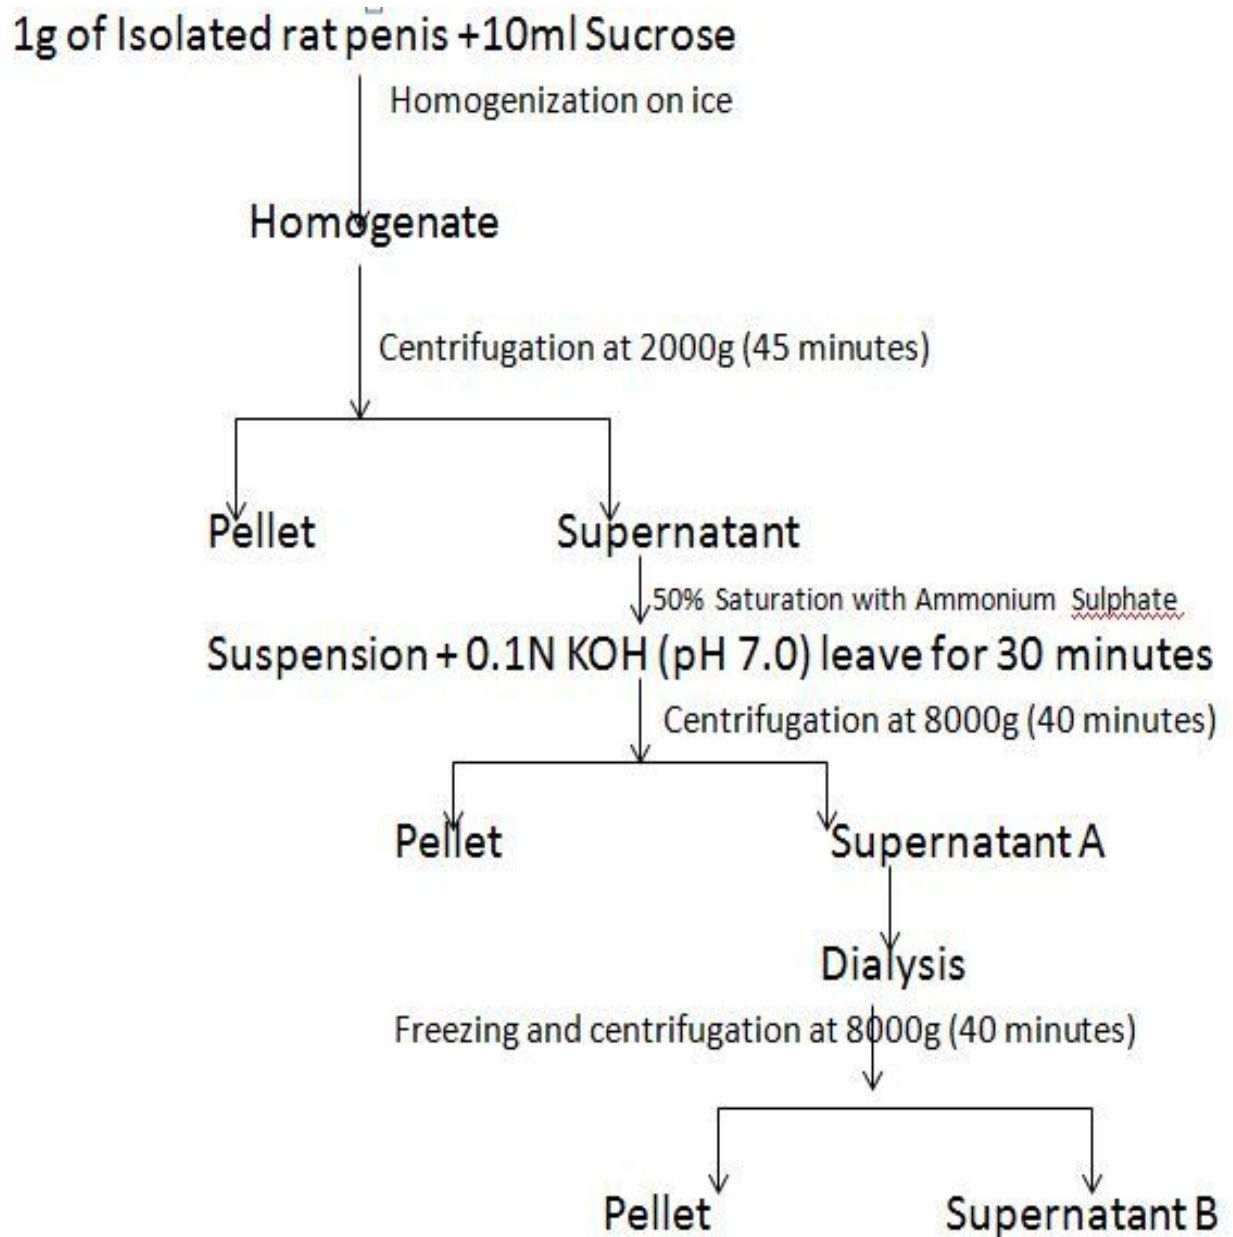 1g of Isolated rat penis +10ml Sucrose
Homogenization on ice
Homogenate
Centrifugation at 2000g (45 minutes)
Pellet Supernatant
50% Saturation with Ammonium Sulphate
Suspension + 0.1N KOH (pH 7.0) leave for 30 minutes
Centrifugation at 8000g (40 minutes)
Pellet Supernatant A
Dialysis
Freezing and centrifugation at 8000g (40 minutes)
Pellet Supernatant B